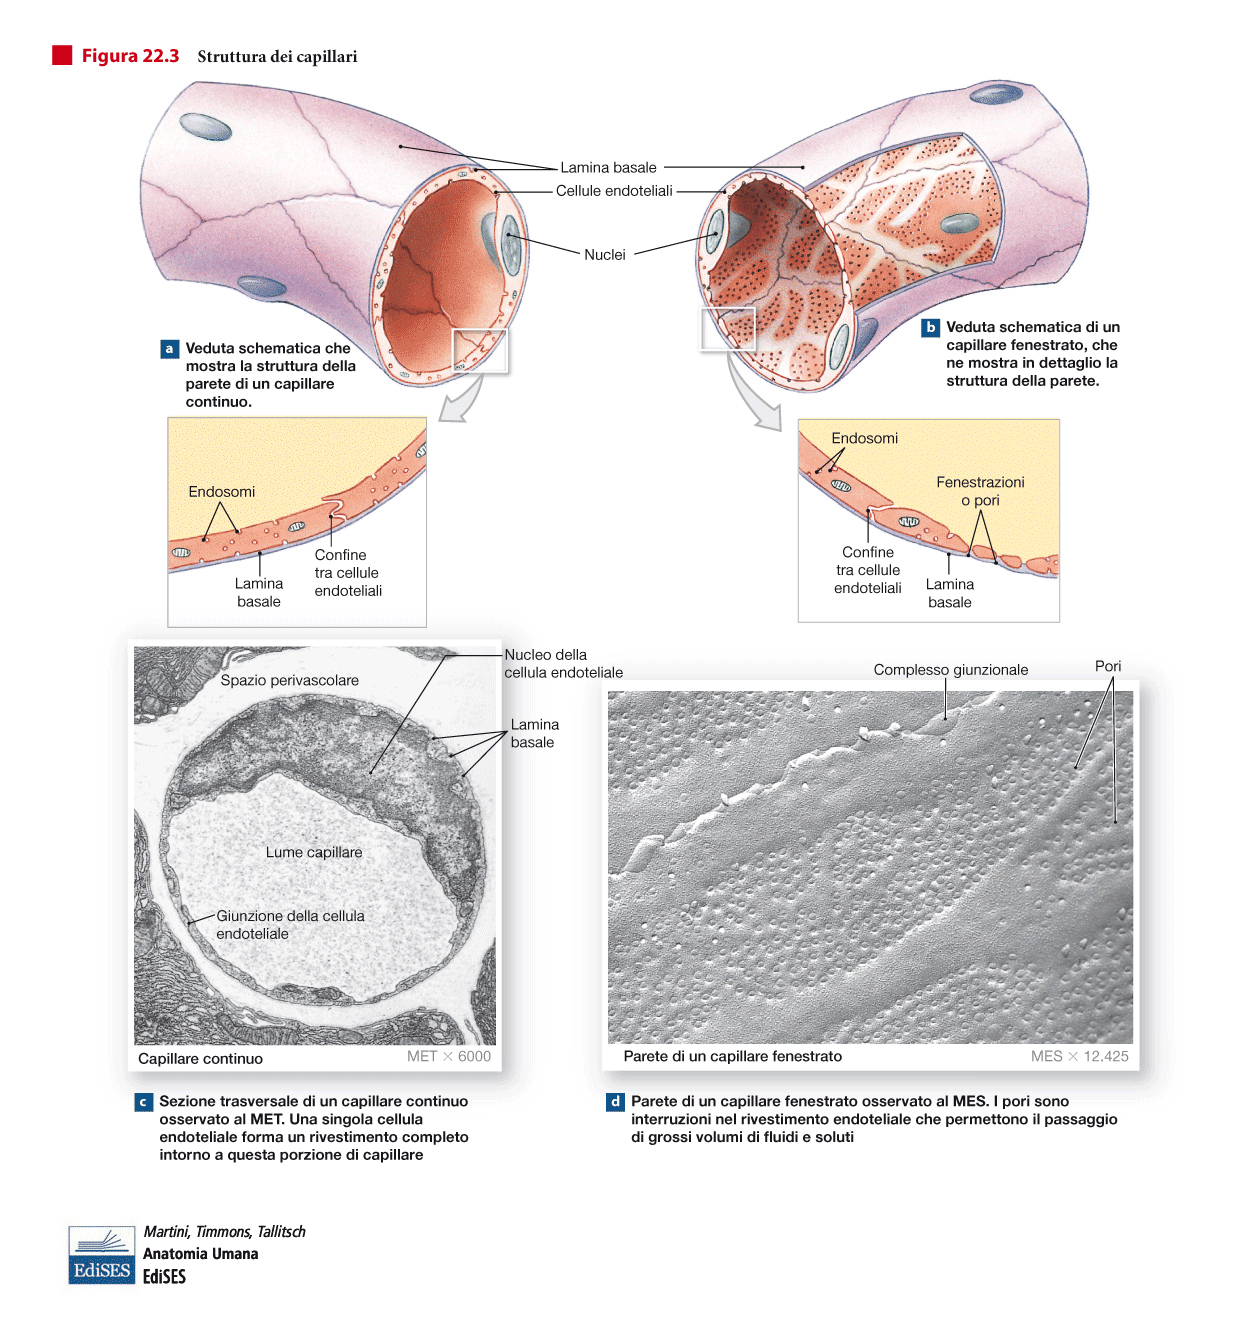 Figura 22.3 Struttura dei capillari
Lamina basale
Cellule endoteliali
Nuclei
a Veduta schematica che
mostra la struttura della
parete di un capillare
continuo.
b Veduta schematica di un
capillare fenestrato, che
ne mostra in dettaglio la
struttura della parete.
Endosomi
Confine
tra cellule
endoteliali
Lamina
basale
Endosomi
Fenestrazioni
o pori
Confine
tra cellule
endoteliali
Lamina
basale
Nucleo della
cellula endoteliale
Spazio perivascolare
Lamina
basale
Lume capillare
Giunzione della cellula
endoteliale
Capillare continuo MET × 6000
Complesso giunzionale
Pori
Parete di un capillare fenestrato MES × 12.425
c Sezione trasversale di un capillare continuo
osservato al MET. Una singola cellula
endoteliale forma un rivestimento completo
intorno a questa porzione di capillare
d Parete di un capillare fenestrato osservato al MES. I pori sono
interruzioni nel rivestimento endoteliale che permettono il passaggio
di grossi volumi di fluidi e soluti
Martini, Timmons, Tallitsch
Anatomia Umana
EdiSES
EdiSES